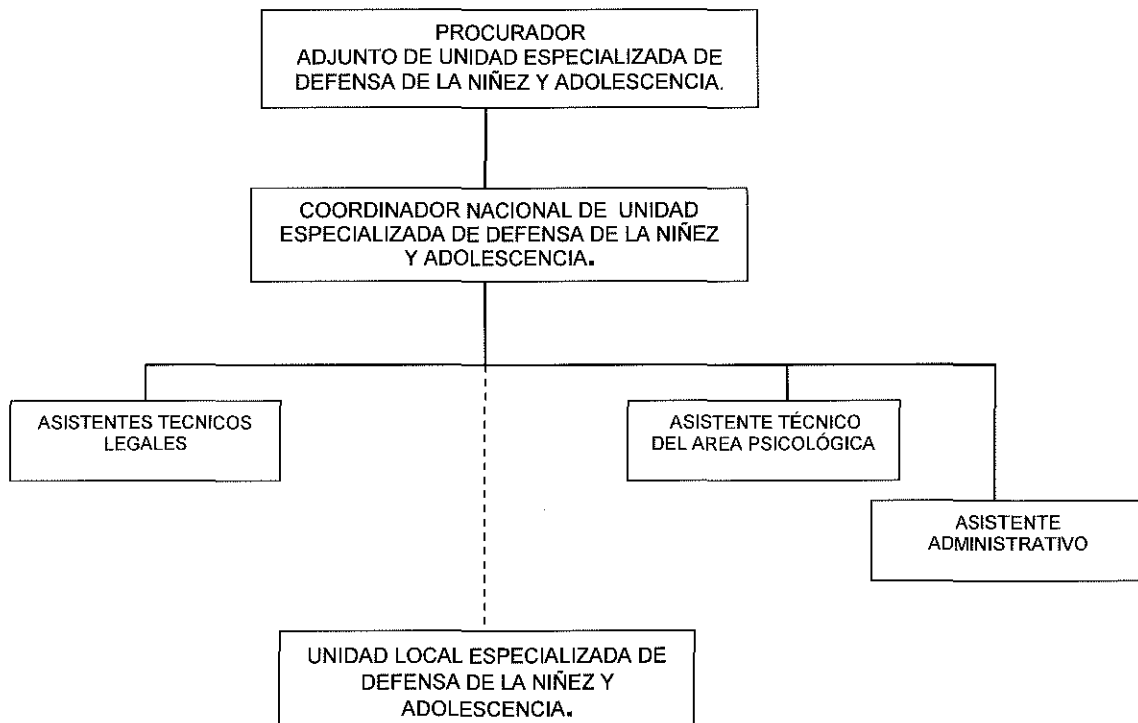 PROCURADOR
ADJUNTO DE UNIDAD ESPECIALIZADA DE
DEFENSA DE LA NIÑEZ Y ADOLESCENCIA.
COORDINADOR NACIONAL DE UNIDAD
ESPECIALIZADA DE DEFENSA DE LA NIÑEZ
Y ADOLESCENCIA.
ASISTENTES TECNICOS
LEGALES
ASISTENTE TÉCNICO
DEL AREA PSICOLÓGICA
ASISTENTE
ADMINISTRATIVO
UNIDAD LOCAL ESPECIALIZADA DE
DEFENSA DE LA NIÑEZ Y
ADOLESCENCIA.